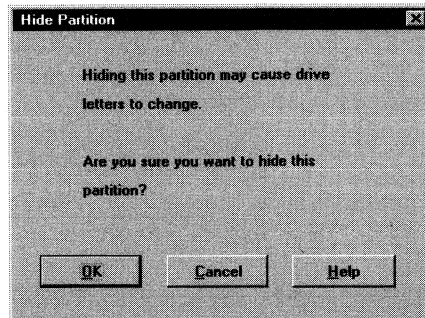 Hide Partition
Hiding this partition may cause drive
letters to change.
Are you sure you want to hide this
partition?
OK Cancel Help